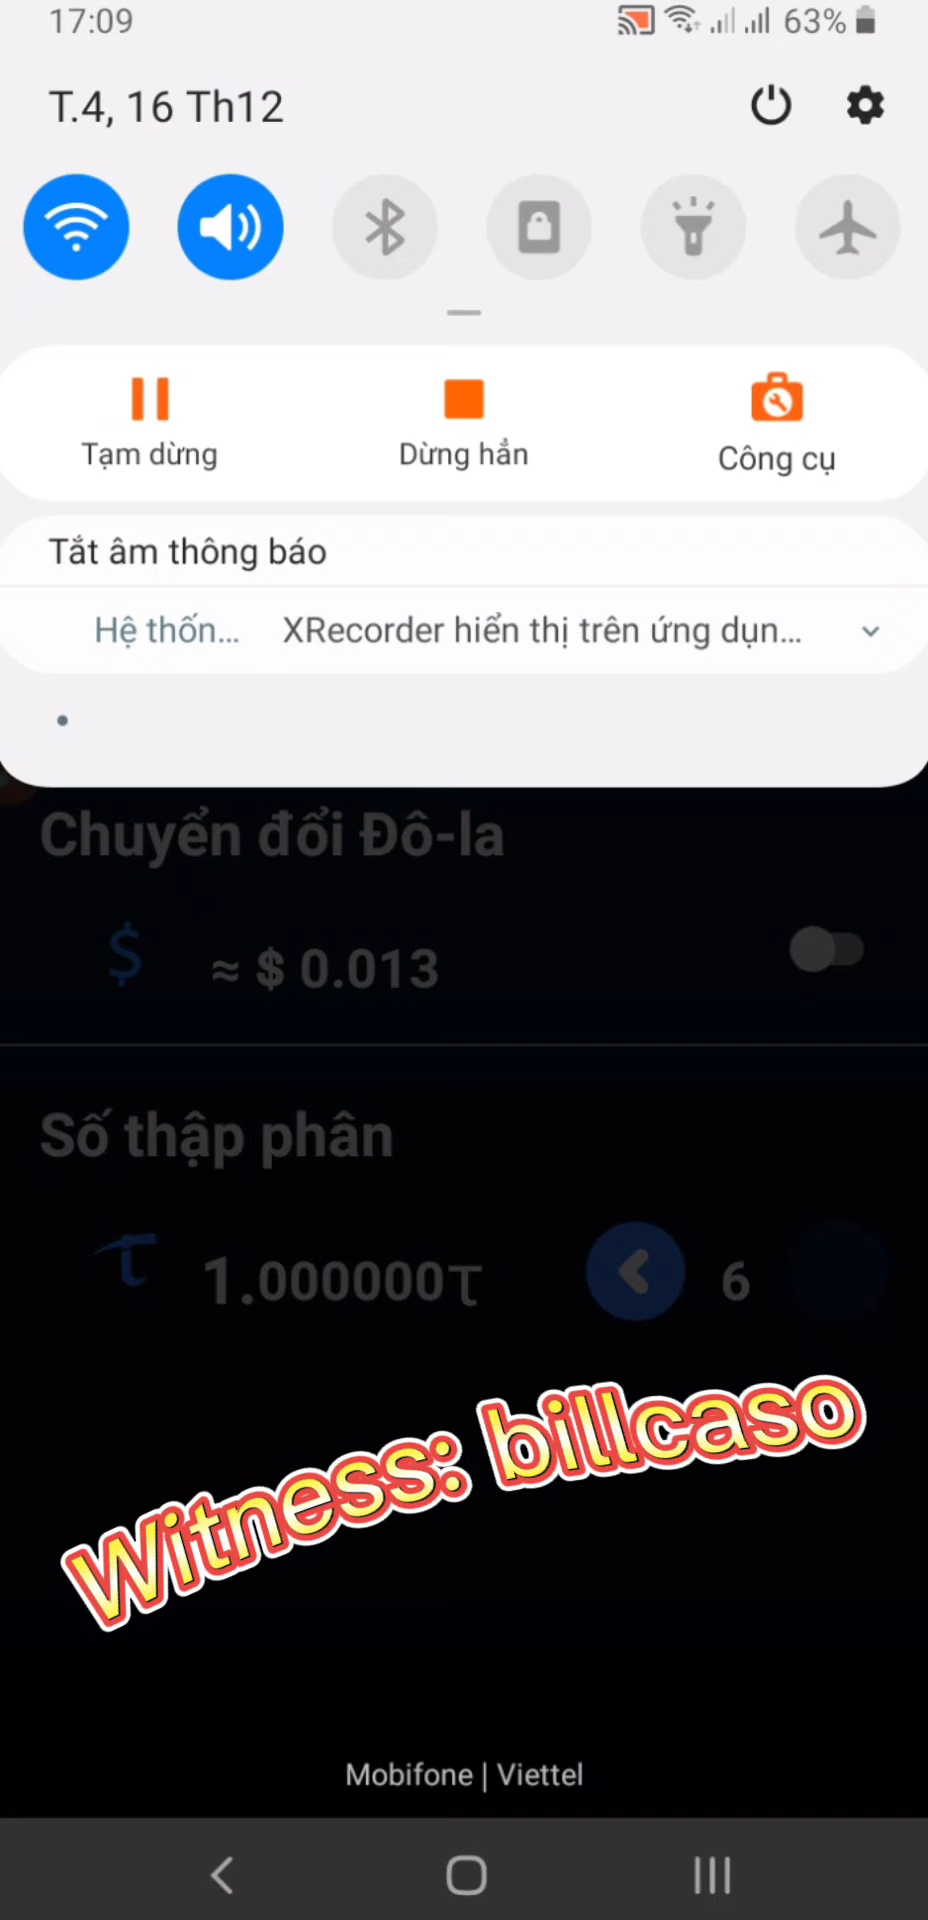 17:09
63%
T.4, 16 Th12
Tạm dừng
Dừng hẳn
Công cụ
Tắt âm thông báo
Hệ thốn... XRecorder hiển thị trên ứng dụn...
Chuyển đổi Đô-la
$ ≈ $ 0.013
Số thập phân
1.000000τ 6
Witness: billcaso
Mobifone | Viettel